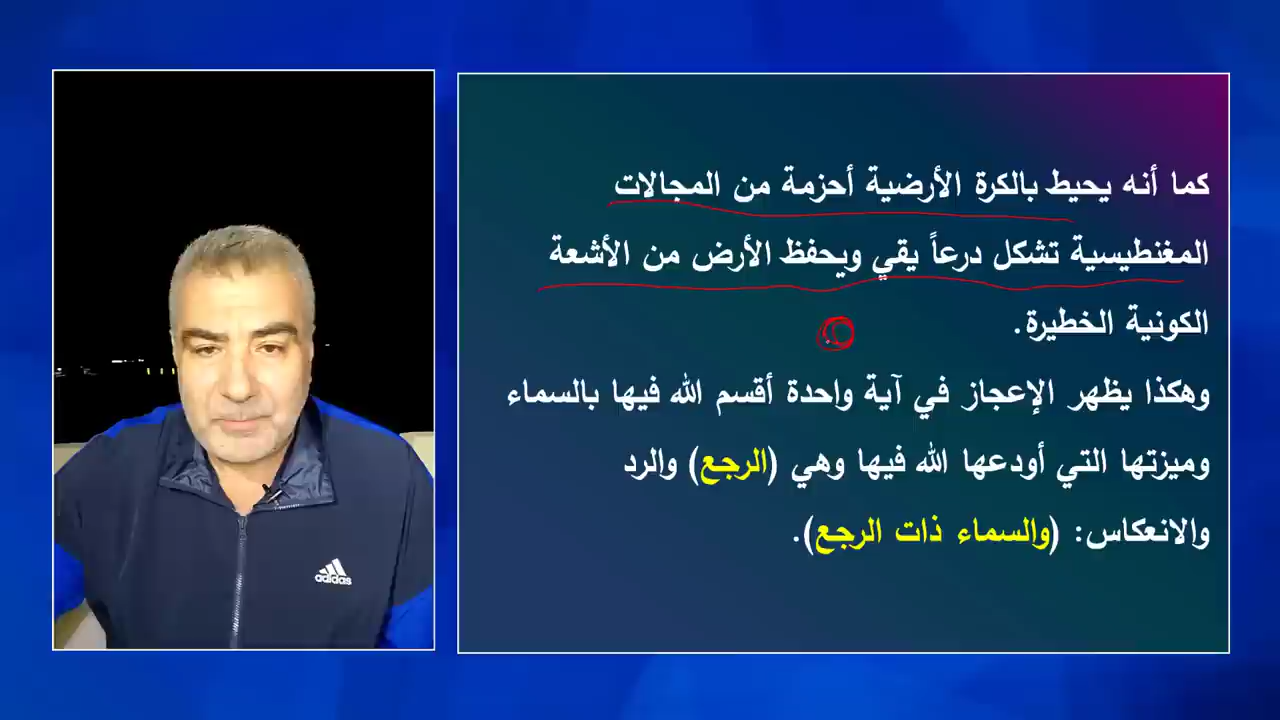 كما أنه يحيط بالكرة الأرضية أحزمة من المجالات
المغنطيسية تشكل درعاً يقي ويحفظ الأرض من الأشعة
الكونية الخطيرة.
وهكذا يظهر الإعجاز في آية واحدة أقسم الله فيها بالسماء
وميزتها التي أودعها الله فيها وهي (الرجع) والرد
والانعكاس: (والسماء ذات الرجع).
adidas